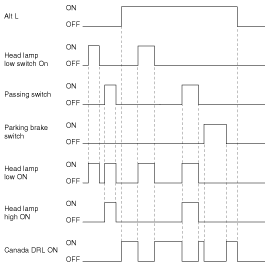 ON
Alt L
OFF
Head lamp
low switch On
ON
OFF
Passing switch
ON
OFF
Parking brake
switch
ON
OFF
Head lamp
low ON
ON
OFF
Head lamp
high ON
ON
OFF
Canada DRL ON
ON
OFF